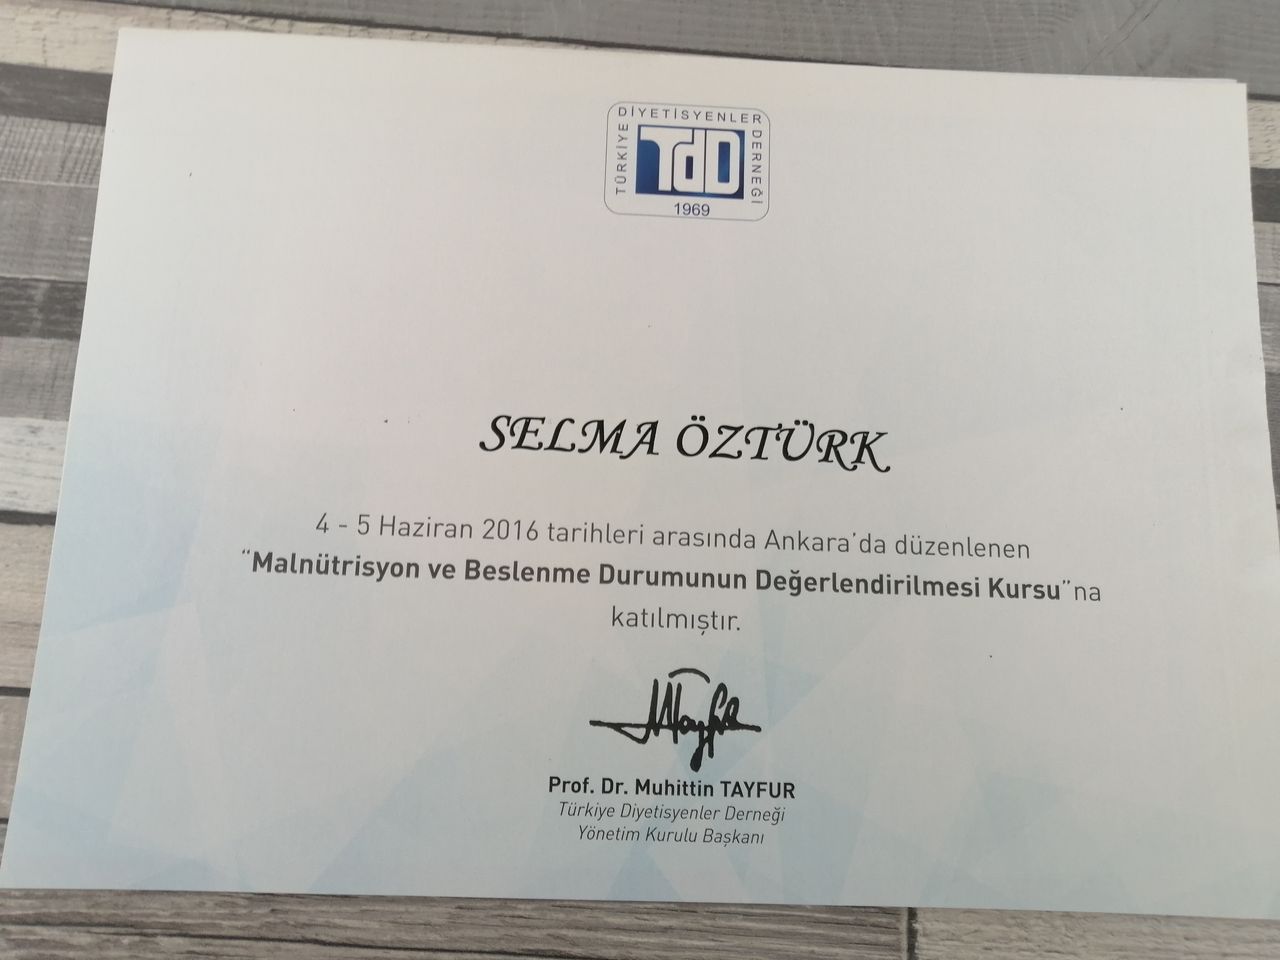 TÜRKİYE DİYETİSYENLER DERNEĞİ
TDD
1969
SELMA ÖZTÜRK
4 - 5 Haziran 2016 tarihleri arasında Ankara'da düzenlenen
“Malnütrisyon ve Beslenme Durumunun Değerlendirilmesi Kursu”na
katılmıştır.
Prof. Dr. Muhittin TAYFUR
Türkiye Diyetisyenler Derneği
Yönetim Kurulu Başkanı